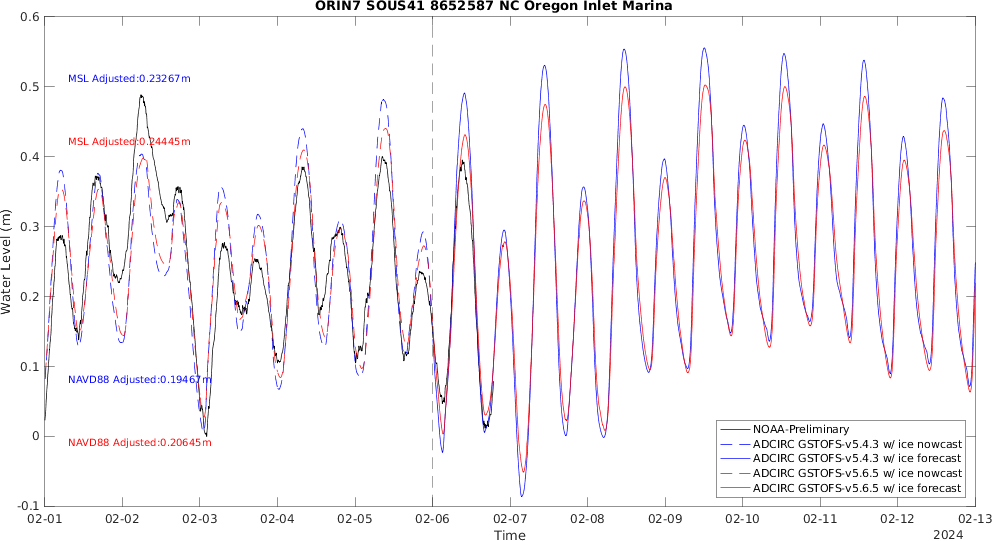 ORIN7 SOUS41 8652587 NC Oregon Inlet Marina
0.6
0.5
0.4
0.3
0.2
0.1
0
-0.1
Water Level (m)
MSL Adjusted:0.23267m
MSL Adjusted:0.24445m
NAVD88 Adjusted:0.19467m
NAVD88 Adjusted:0.20645m
NOAA-Preliminary
ADCIRC GSTOFS-v5.4.3 w/ ice nowcast
ADCIRC GSTOFS-v5.4.3 w/ ice forecast
ADCIRC GSTOFS-v5.6.5 w/ ice nowcast
ADCIRC GSTOFS-v5.6.5 w/ ice forecast
02-01 02-02 02-03 02-04 02-05 02-06 02-07 02-08 02-09 02-10 02-11 02-12 02-13
Time
2024